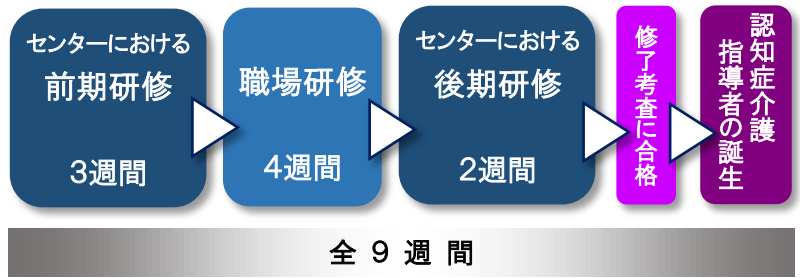 センターにおける
前期研修
3週間
職場研修
4週間
センターにおける
後期研修
2週間
修了考査に合格
認知症介護
指導者の誕生
全９週間